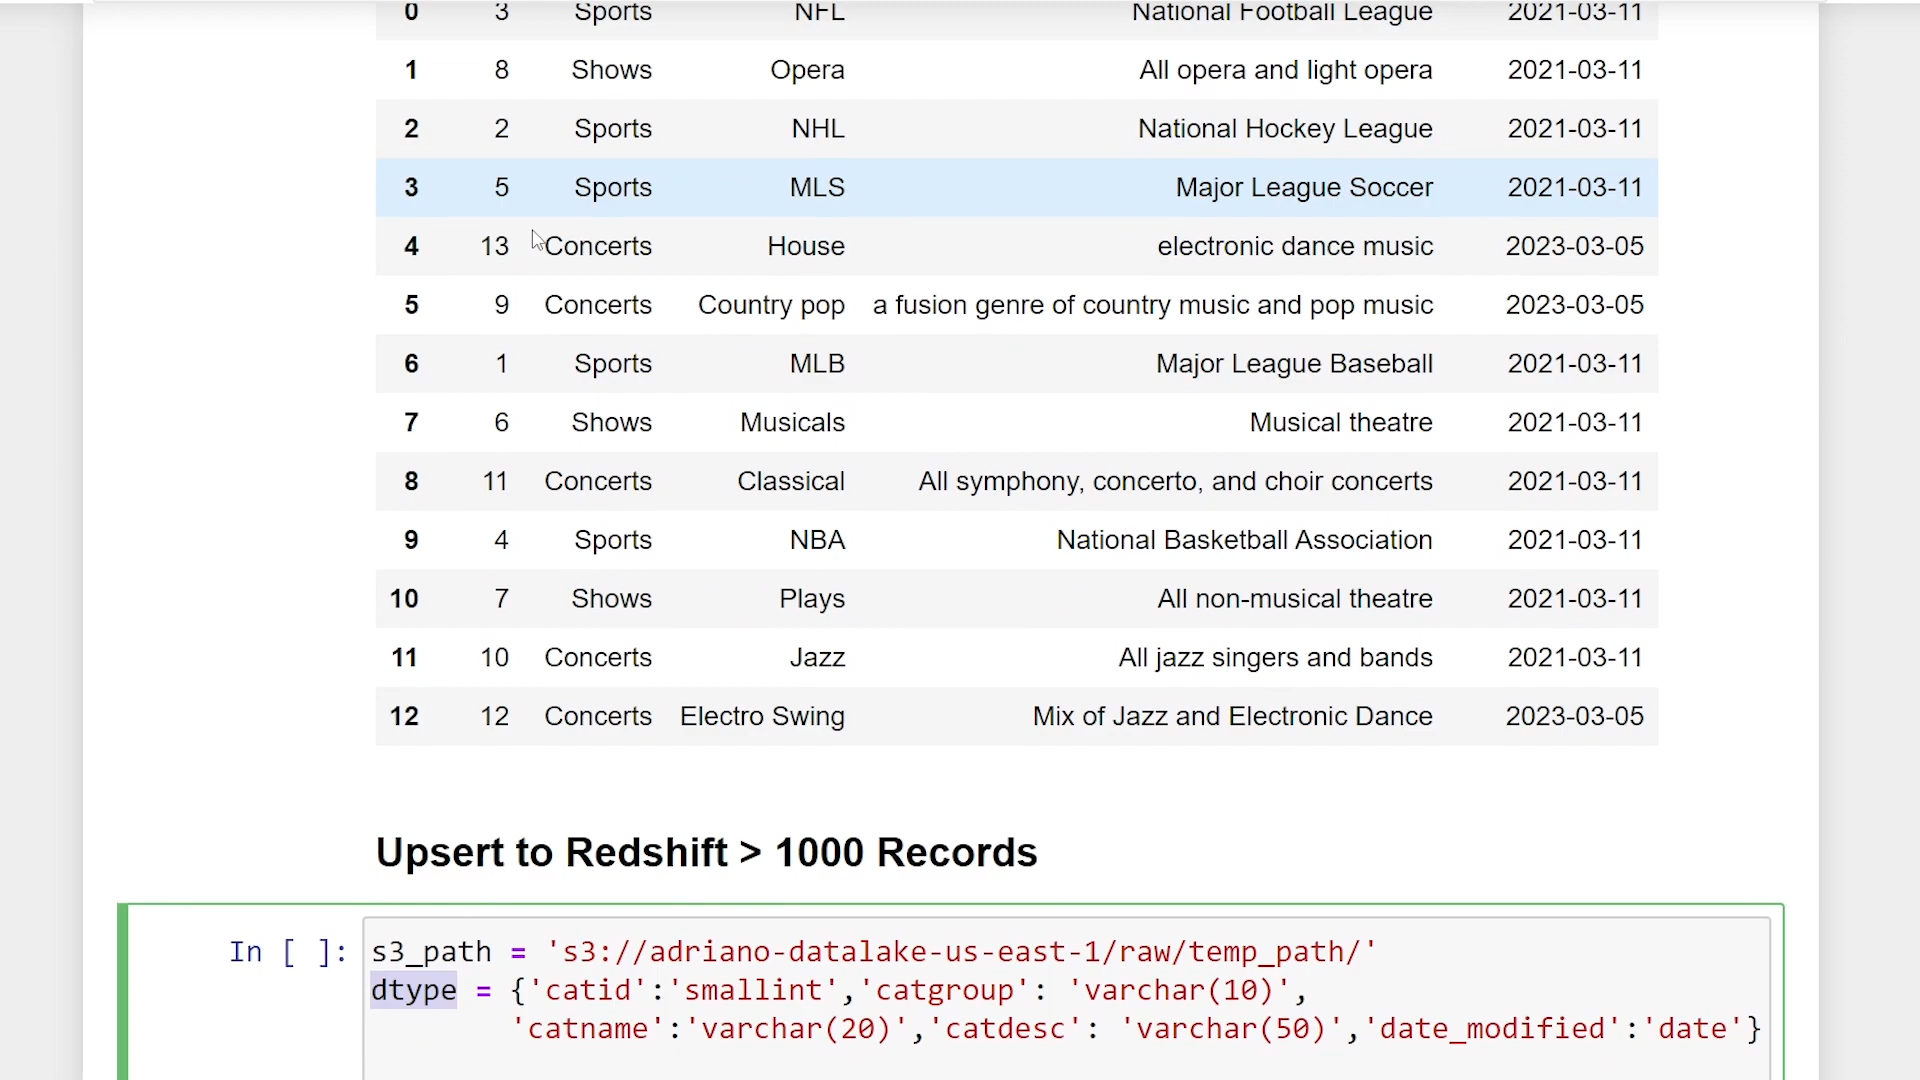 0 3 Sports NFL National Football League 2021-03-11
1 8 Shows Opera All opera and light opera 2021-03-11
2 2 Sports NHL National Hockey League 2021-03-11
3 5 Sports MLS Major League Soccer 2021-03-11
4 13 Concerts House electronic dance music 2023-03-05
5 9 Concerts Country pop a fusion genre of country music and pop music 2023-03-05
6 1 Sports MLB Major League Baseball 2021-03-11
7 6 Shows Musicals Musical theatre 2021-03-11
8 11 Concerts Classical All symphony, concerto, and choir concerts 2021-03-11
9 4 Sports NBA National Basketball Association 2021-03-11
10 7 Shows Plays All non-musical theatre 2021-03-11
11 10 Concerts Jazz All jazz singers and bands 2021-03-11
12 12 Concerts Electro Swing Mix of Jazz and Electronic Dance 2023-03-05
Upsert to Redshift > 1000 Records
In [ ]: s3_path = 's3://adriano-datalake-us-east-1/raw/temp_path/'
dtype = {'catid':'smallint','catgroup': 'varchar(10)',
'catname':'varchar(20)','catdesc': 'varchar(50)','date_modified':'date'}